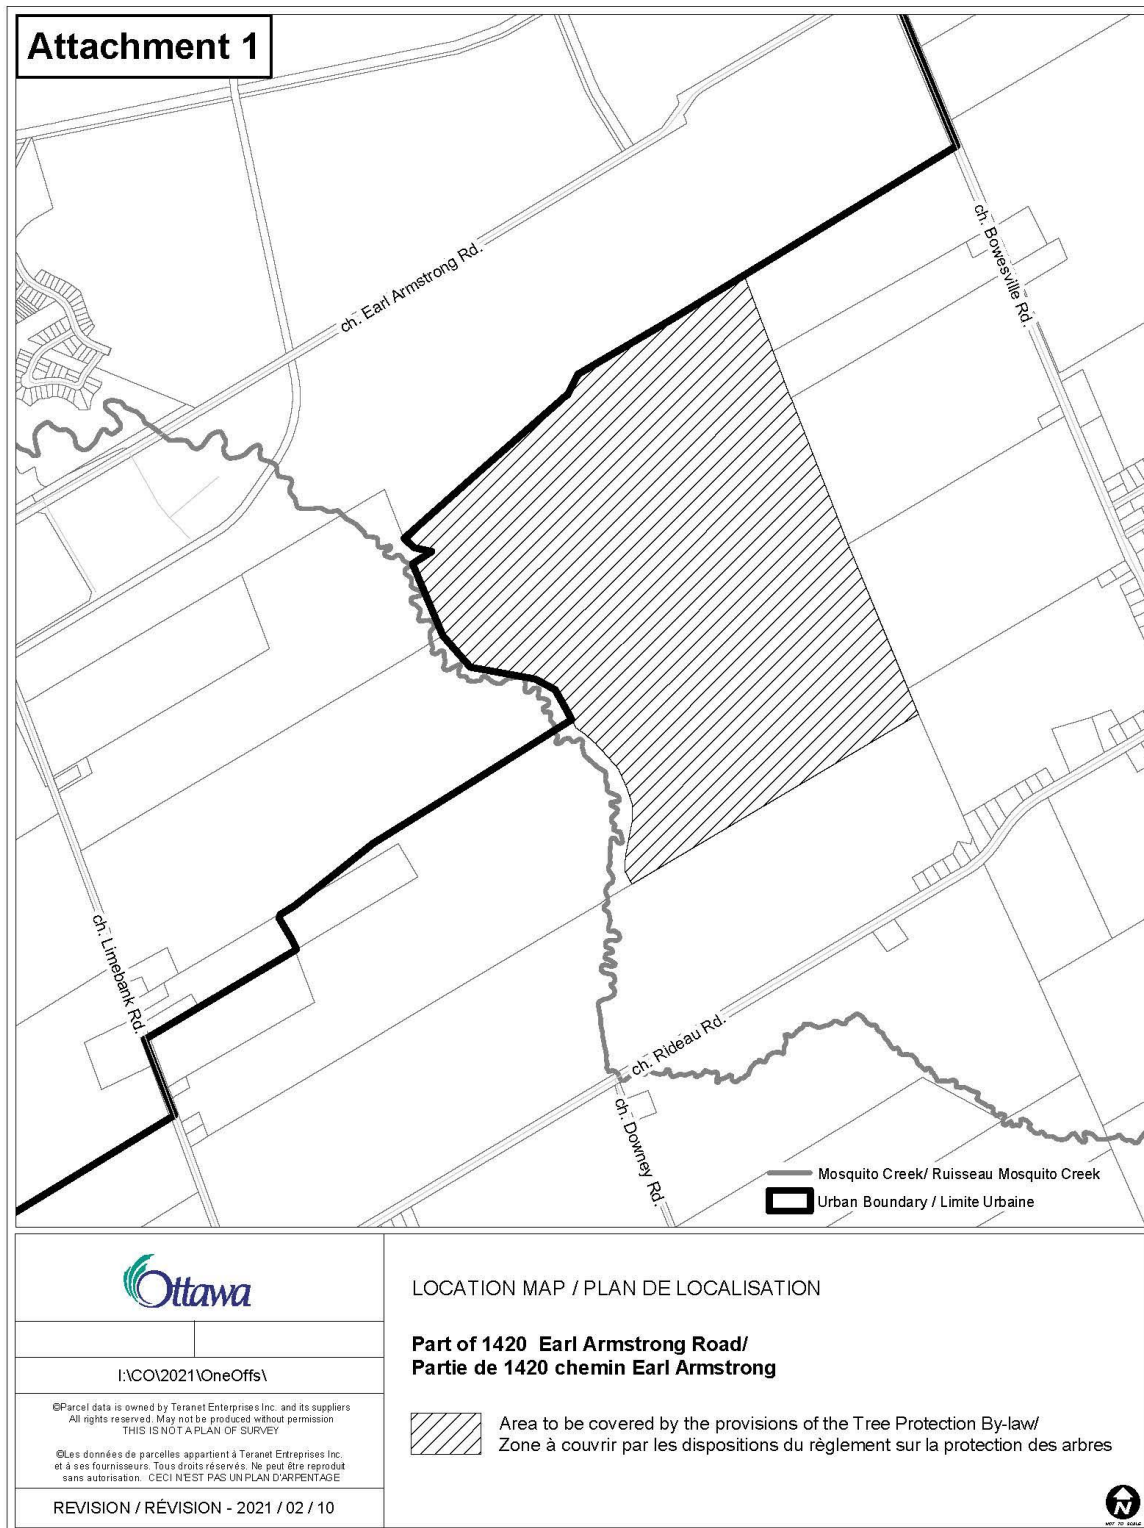 Attachment 1
ch. Earl Armstrong Rd.
ch. Bowesville Rd.
ch. Limebank Rd.
ch. Rideau Rd.
ch. Downey Rd.
Mosquito Creek/ Ruisseau Mosquito Creek
Urban Boundary / Limite Urbaine
Ottawa
I:\CO\2021\OneOffs\
©Parcel data is owned by Teranet Enterprises Inc. and its suppliers
All rights reserved. May not be produced without permission
THIS IS NOT A PLAN OF SURVEY
©Les données de parcelles appartient à Teranet Entreprises Inc.
et à ses fournisseurs. Tous droits réservés. Ne peut être reproduit
sans autorisation. CECI N'EST PAS UN PLAN D'ARPENTAGE
REVISION / RÉVISION - 2021 / 02 / 10
LOCATION MAP / PLAN DE LOCALISATION
Part of 1420 Earl Armstrong Road/
Partie de 1420 chemin Earl Armstrong
Area to be covered by the provisions of the Tree Protection By-law/
Zone à couvrir par les dispositions du règlement sur la protection des arbres
N
NOT TO SCALE